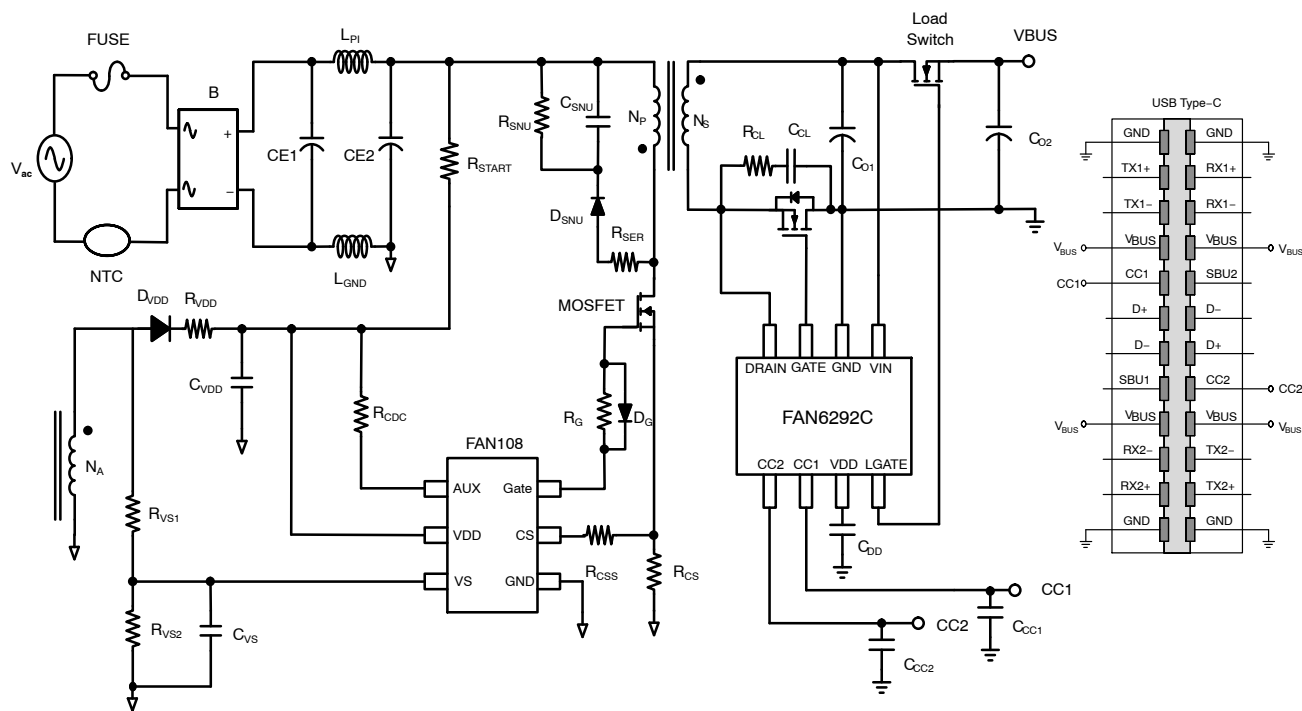 FUSE
B
Vac
NTC
+
−
CE1
LPI
CE2
LGND
RSTART
RSNU
CSNU
DSNU
RSER
NP
NS
MOSFET
RCL
CCL
CO1
Load
Switch
VBUS
CO2
DVDD
RVDD
CVDD
RCDC
NA
RVS1
RVS2
CVS
FAN108
AUX
Gate
VDD
CS
VS
GND
RG
DG
RCSS
RCS
DRAIN GATE GND VIN
FAN6292C
CC2 CC1 VDD LGATE
CDD
CC1
CCC1
CC2
CCC2
USB Type−C
GND GND
TX1+ RX1+
TX1− RX1−
VBUS VBUS VBUS VBUS
CC1 CC1 SBU2
D+ D−
D− D+
SBU1 CC2 CC2
VBUS VBUS VBUS VBUS
RX2− TX2−
RX2+ TX2+
GND GND